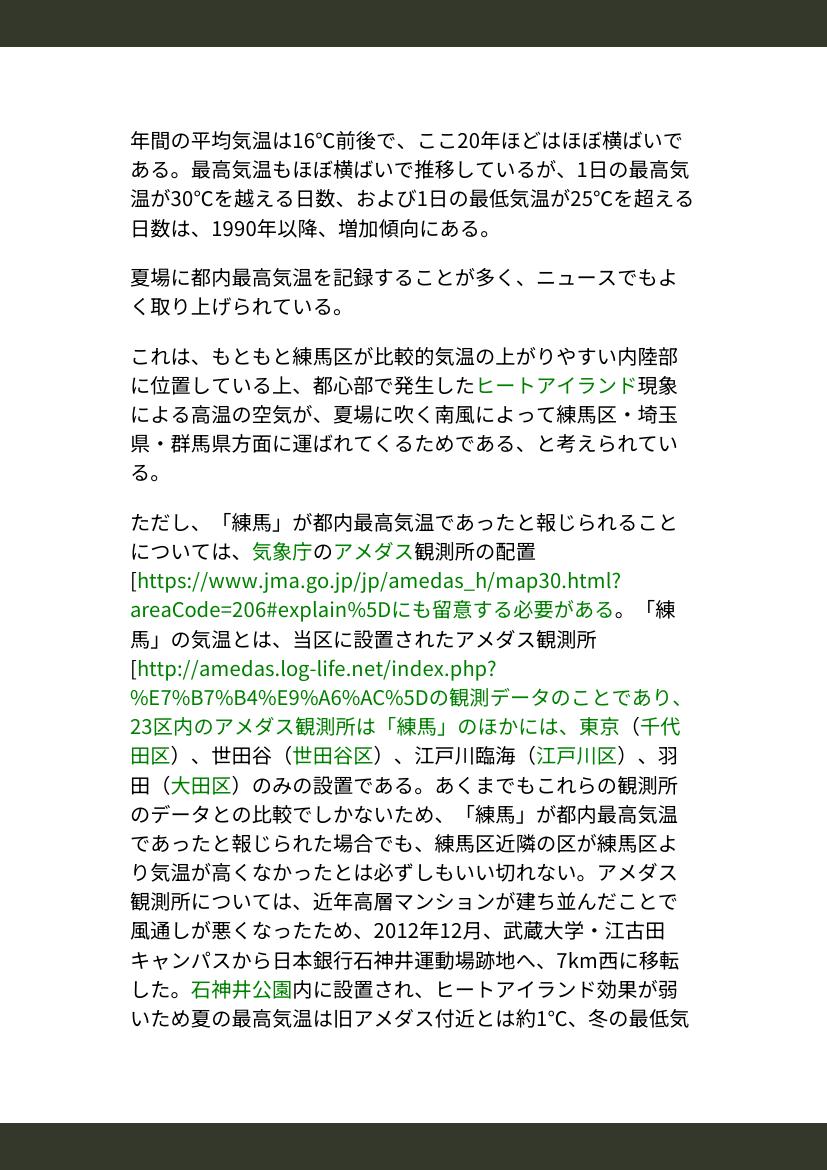 年間の平均気温は16℃前後で、ここ20年ほどはほぼ横ばいで
ある。最高気温もほぼ横ばいで推移しているが、1日の最高気
温が30℃を越える日数、および1日の最低気温が25℃を超える
日数は、1990年以降、増加傾向にある。
夏場に都内最高気温を記録することが多く、ニュースでもよ
く取り上げられている。
これは、もともと練馬区が比較的気温の上がりやすい内陸部
に位置している上、都心部で発生したヒートアイランド現象
による高温の空気が、夏場に吹く南風によって練馬区・埼玉
県・群馬県方面に運ばれてくるためである、と考えられてい
る。
ただし、「練馬」が都内最高気温であったと報じられること
については、気象庁のアメダス観測所の配置
[https://www.jma.go.jp/jp/amedas_h/map30.html?
areaCode=206#explain%5Dにも留意する必要がある。「練
馬」の気温とは、当区に設置されたアメダス観測所
[http://amedas.log-life.net/index.php?
%E7%B7%B4%E9%A6%AC%5Dの観測データのことであり、
23区内のアメダス観測所は「練馬」のほかには、東京（千代
田区）、世田谷（世田谷区）、江戸川臨海（江戸川区）、羽
田（大田区）のみの設置である。あくまでもこれらの観測所
のデータとの比較でしかないため、「練馬」が都内最高気温
であったと報じられた場合でも、練馬区近隣の区が練馬区よ
り気温が高くなかったとは必ずしもいい切れない。アメダス
観測所については、近年高層マンションが建ち並んだことで
風通しが悪くなったため、2012年12月、武蔵大学・江古田
キャンパスから日本銀行石神井運動場跡地へ、7km西に移転
した。石神井公園内に設置され、ヒートアイランド効果が弱
いため夏の最高気温は旧アメダス付近とは約1℃、冬の最低気